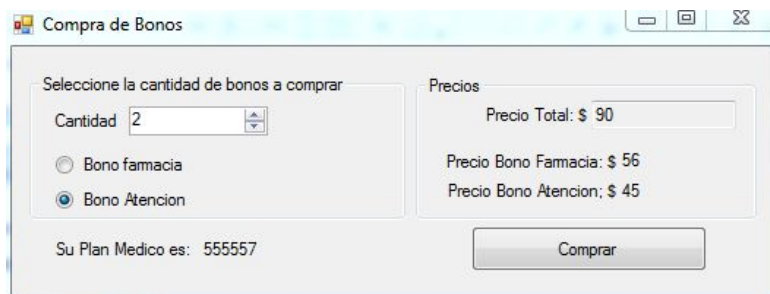 Compra de Bonos
Seleccione la cantidad de bonos a comprar
Cantidad 2
Bono farmacia
Bono Atencion
Su Plan Medico es: 555557
Precios
Precio Total: $ 90
Precio Bono Farmacia: $ 56
Precio Bono Atencion; $ 45
Comprar